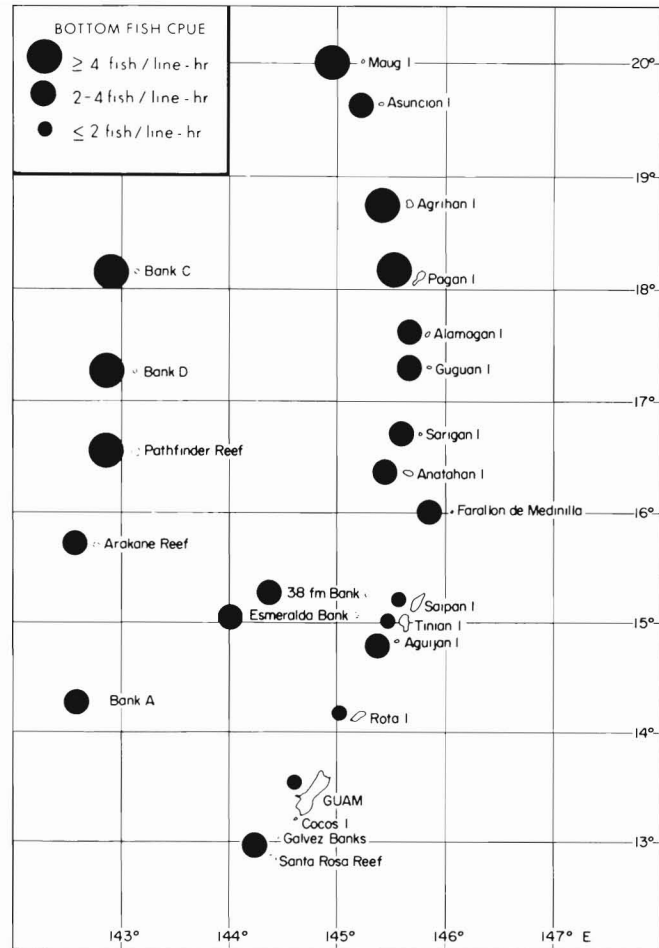 BOTTOM FISH CPUE
≥ 4 fish / line - hr
2-4 fish / line - hr
≤ 2 fish / line - hr
Maug I
20°
Asuncion I
19°
Agrihan I
Bank C
Pagan I
18°
Alamagan I
Bank D
Guguan I
17°
Sarigan I
Pathfinder Reef
Anatahan I
Farallon de Medinilla
16°
Arakane Reef
38 fm Bank
Saipan I
Esmeralda Bank
Tinian I
15°
Aguijan I
Bank A
Rota I
14°
GUAM
Cocos I
Galvez Banks
13°
Santa Rosa Reef
143° 144° 145° 146° 147° E